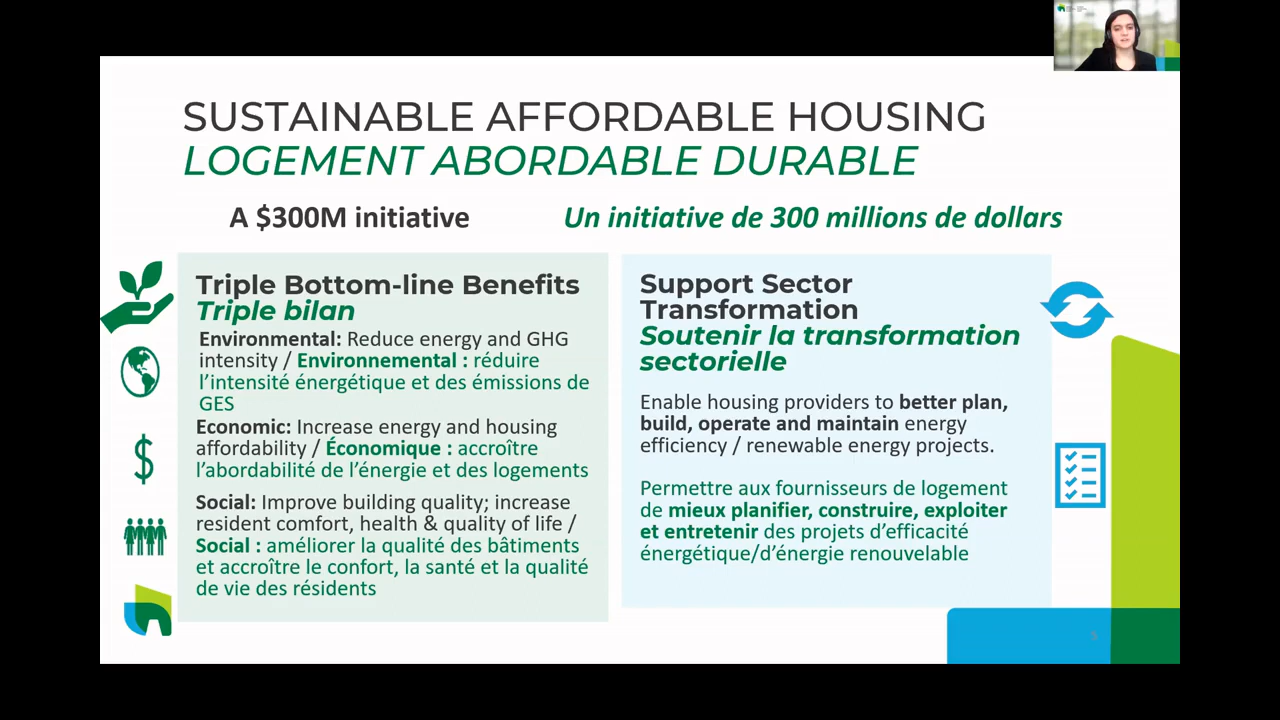 SUSTAINABLE AFFORDABLE HOUSING
LOGEMENT ABORDABLE DURABLE
A $300M initiative
Un initiative de 300 millions de dollars
Triple Bottom-line Benefits
Triple bilan
Environmental: Reduce energy and GHG
intensity / Environnemental : réduire
l’intensité énergétique et des émissions de
GES
Economic: Increase energy and housing
affordability / Économique : accroître
l’abordabilité de l’énergie et des logements
Social: Improve building quality; increase
resident comfort, health & quality of life /
Social : améliorer la qualité des bâtiments
et accroître le confort, la santé et la qualité
de vie des résidents
Support Sector
Transformation
Soutenir la transformation
sectorielle
Enable housing providers to better plan,
build, operate and maintain energy
efficiency / renewable energy projects.
Permettre aux fournisseurs de logement
de mieux planifier, construire, exploiter
et entretenir des projets d’efficacité
énergétique/d’énergie renouvelable